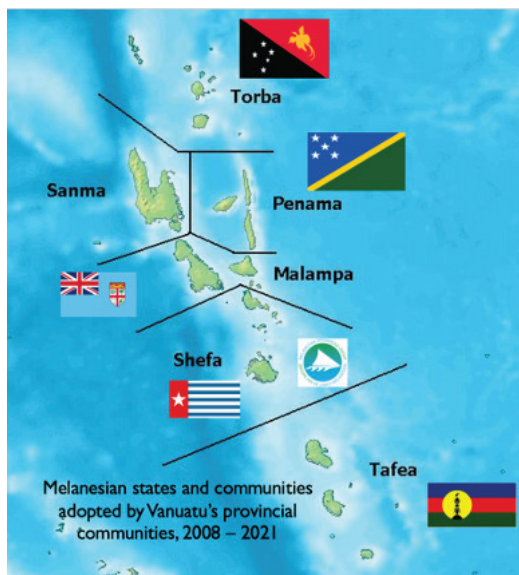 Torba
Sanma
Penama
Malampa
Shefa
Tafea
Melanesian states and communities
adopted by Vanuatu's provincial
communities, 2008 – 2021